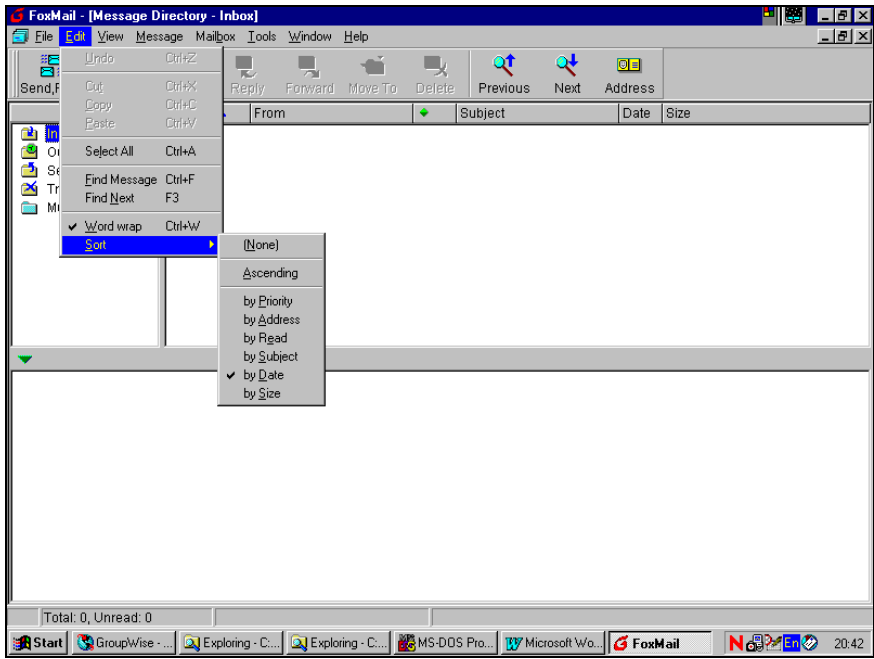 FoxMail - [Message Directory - Inbox]
File Edit View Message Mailbox Tools Window Help
Reply Forward Move To Delete Previous Next Address
From Subject Date Size
Undo Ctrl+Z
Cut Ctrl+X
Copy Ctrl+C
Paste Ctrl+V
Select All Ctrl+A
Find Message Ctrl+F
Find Next F3
Word wrap Ctrl+W
Sort
(None)
Ascending
by Priority
by Address
by Read
by Subject
by Date
by Size
Total: 0, Unread: 0
Start GroupWise - ... Exploring - C:... Exploring - C:... MS-DOS Pro... Microsoft Wo... FoxMail N En 20:42